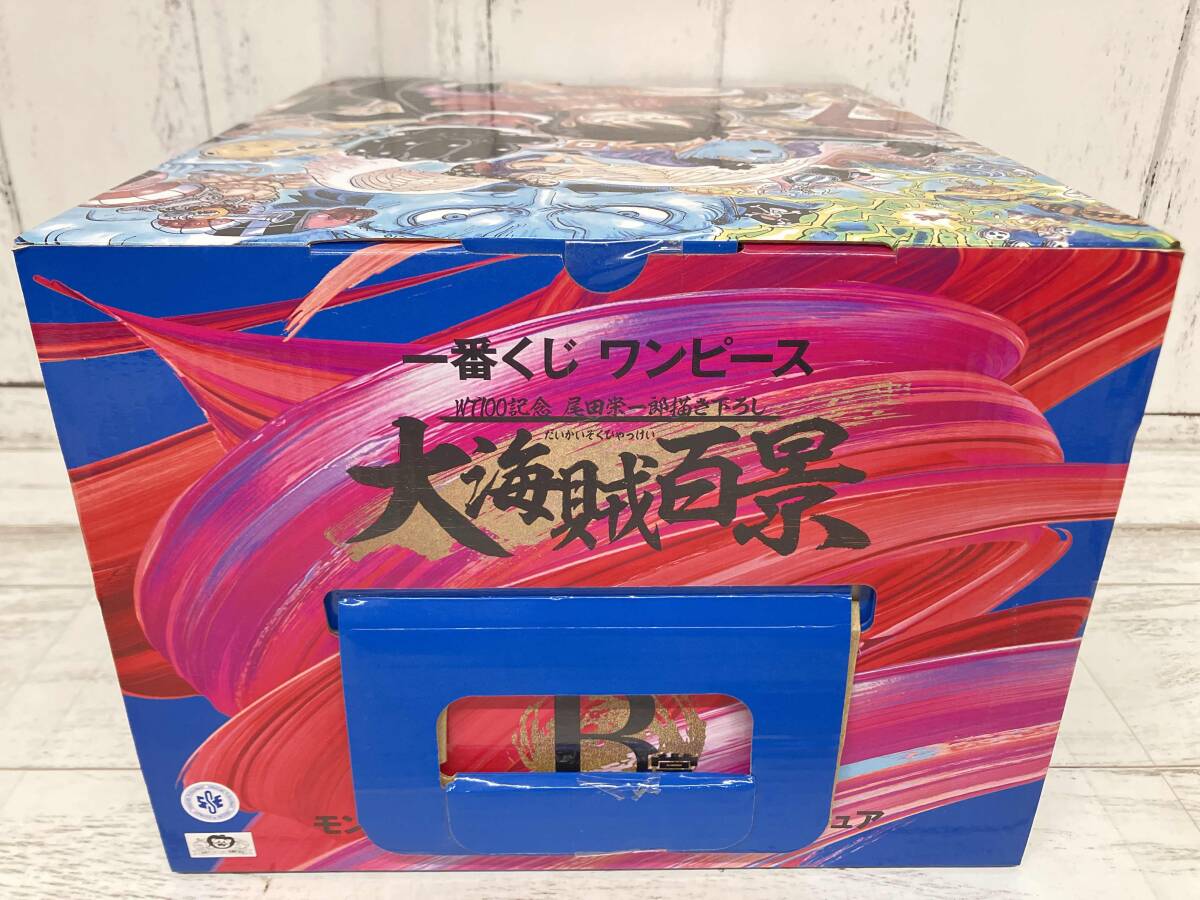 一番くじ ワンピース
WT100記念 尾田栄一郎描き下ろし
だいかいぞくひゃっけい
大海賊百景
B
モン
ュア